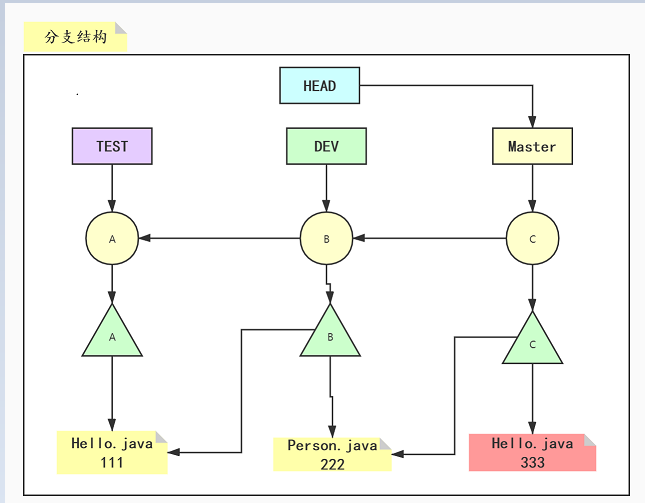 分支结构
HEAD
TEST
DEV
Master
A
B
C
A
B
C
Hello.java
111
Person.java
222
Hello.java
333